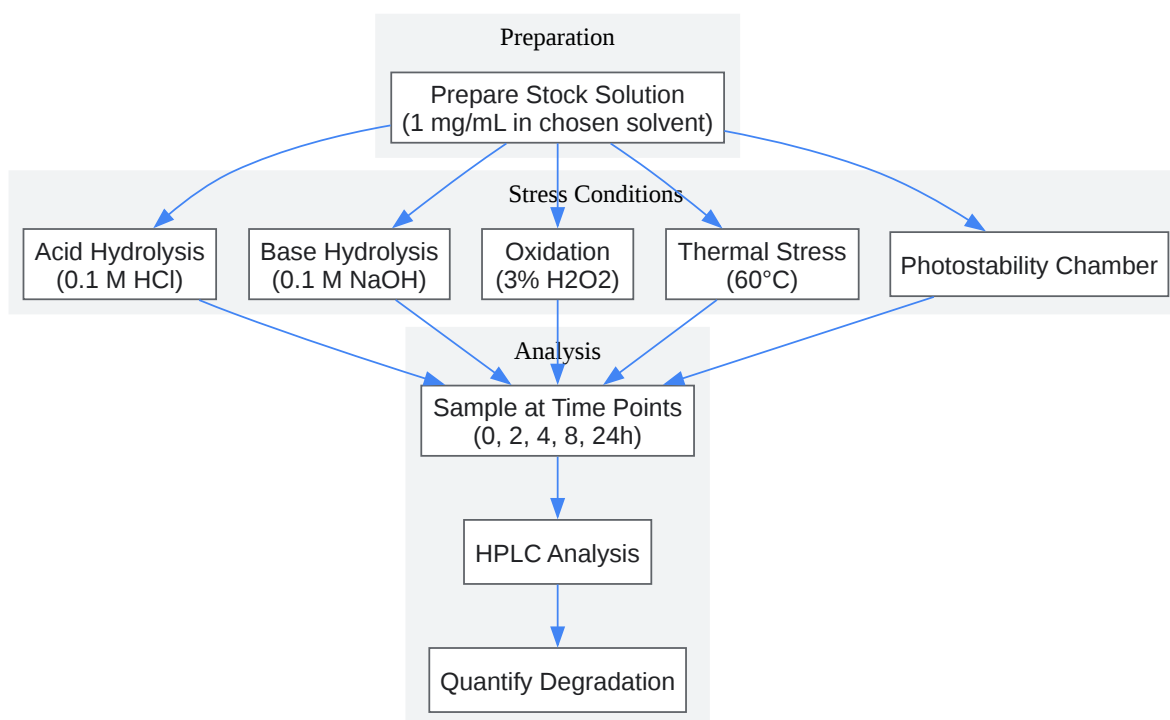 Preparation
Prepare Stock Solution
(1 mg/mL in chosen solvent)
Stress Conditions
Acid Hydrolysis
(0.1 M HCl)
Base Hydrolysis
(0.1 M NaOH)
Oxidation
(3% H2O2)
Thermal Stress
(60°C)
Photostability Chamber
Analysis
Sample at Time Points
(0, 2, 4, 8, 24h)
HPLC Analysis
Quantify Degradation